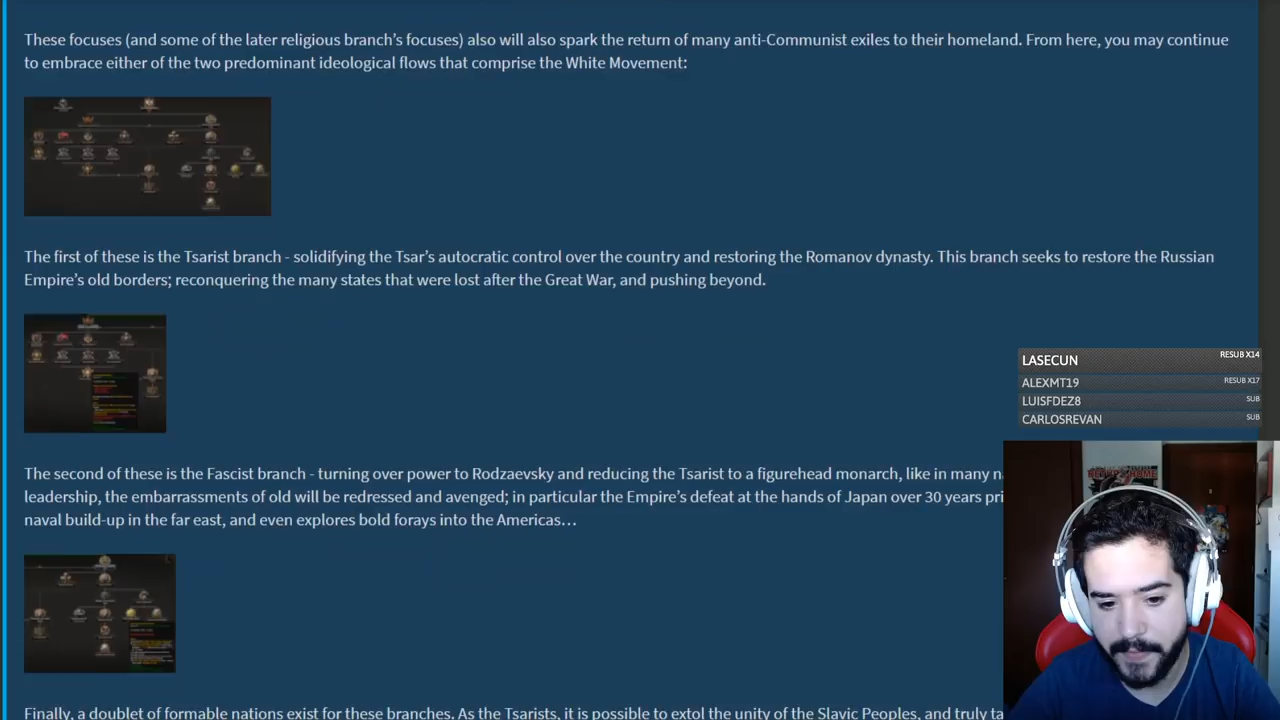 These focuses (and some of the later religious branch's focuses) also will also spark the return of many anti-Communist exiles to their homeland. From here, you may continue
to embrace either of the two predominant ideological flows that comprise the White Movement:
The first of these is the Tsarist branch - solidifying the Tsar's autocratic control over the country and restoring the Romanov dynasty. This branch seeks to restore the Russian
Empire's old borders; reconquering the many states that were lost after the Great War, and pushing beyond.
LASECUN RESUB X14
ALEXMT19 RESUB X17
LUISFDEZ8 SUB
CARLOSREVAN SUB
The second of these is the Fascist branch - turning over power to Rodzaevsky and reducing the Tsarist to a figurehead monarch, like in many n
leadership, the embarrassments of old will be redressed and avenged; in particular the Empire's defeat at the hands of Japan over 30 years pri
naval build-up in the far east, and even explores bold forays into the Americas…
Finally, a doublet of formable nations exist for these branches. As the Tsarists, it is possible to extol the unity of the Slavic Peoples, and truly ta